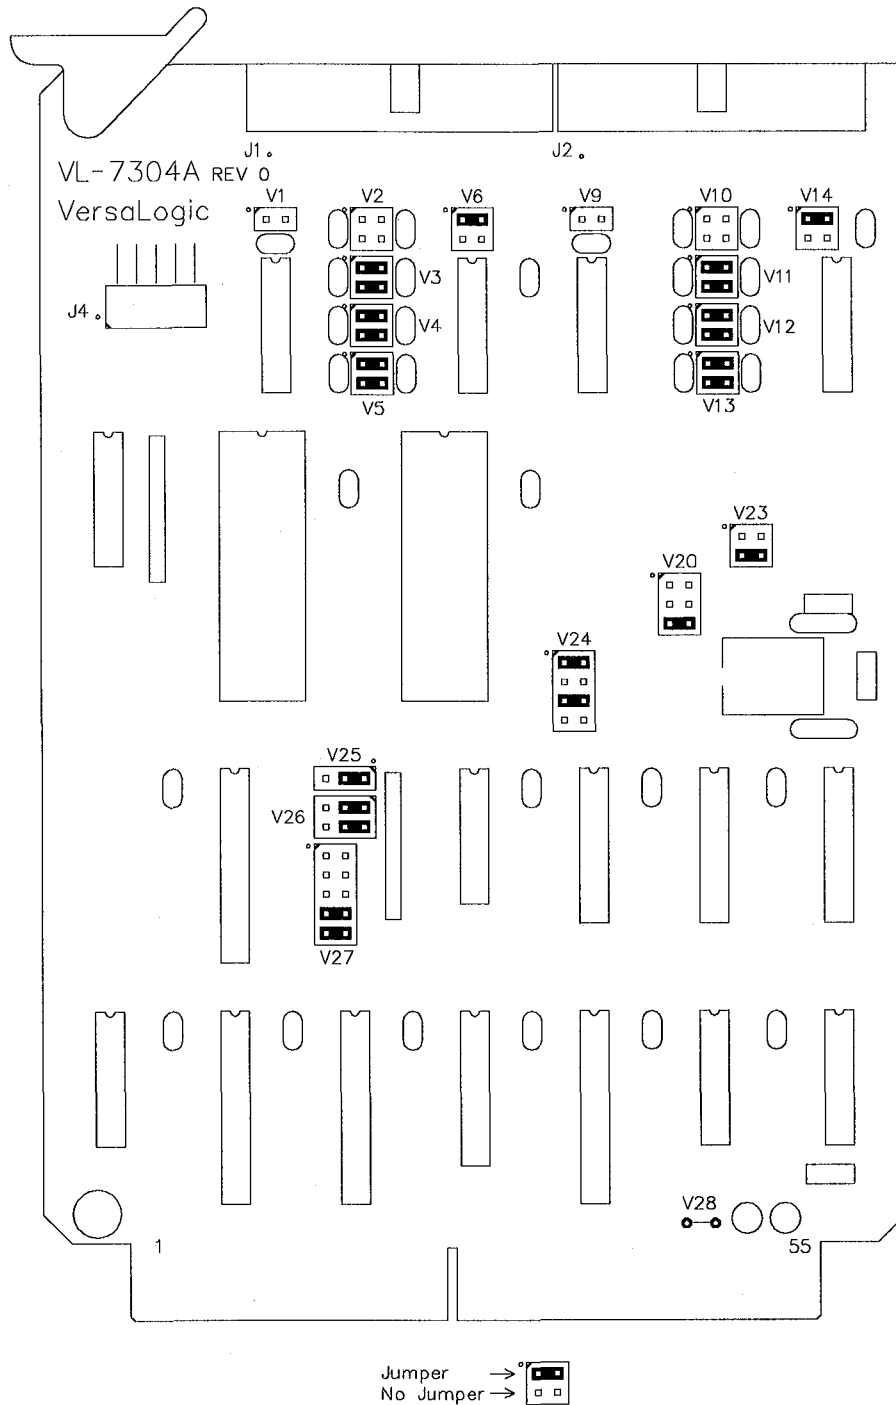 J1 J2
VL-7304A REV 0
VersaLogic
V1 V2 V6 V9 V10 V14
V3 V11
J4 V4 V12
V5 V13
V23
V20
V24
V25
V26
V27
V28
1 55
Jumper
No Jumper